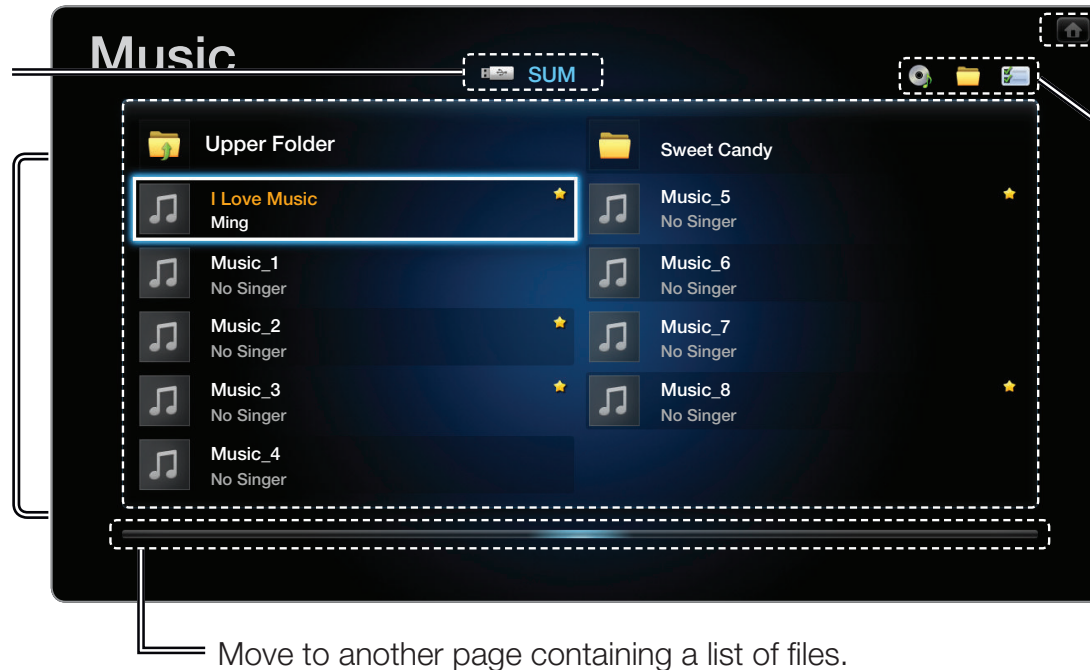 Music
SUM
Upper Folder
I Love Music
Ming
Music_1
No Singer
Music_2
No Singer
Music_3
No Singer
Music_4
No Singer
Sweet Candy
Music_5
No Singer
Music_6
No Singer
Music_7
No Singer
Music_8
No Singer
Move to another page containing a list of files.